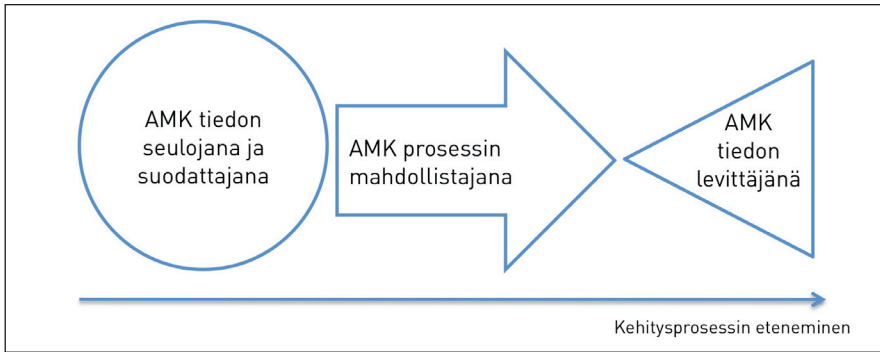 AMK tiedon
seulojana ja
suodattajana
AMK prosessin
mahdollistajana
AMK
tiedon
levittäjänä
Kehitysprosessin eteneminen